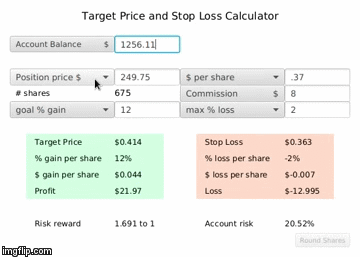 Target Price and Stop Loss Calculator
Account Balance $ 1256.11
Position price $ 249.75 $ per share .37
# shares 675 Commission $ 8
goal % gain 12 max % loss 2
Target Price $0.414 Stop Loss $0.363
% gain per share 12% % loss per share -2%
$ gain per share $0.044 $ loss per share $-0.007
Profit $21.97 Loss $-12.995
Risk reward 1.691 to 1 Account risk 20.52%
Round Shares
imgflip.com